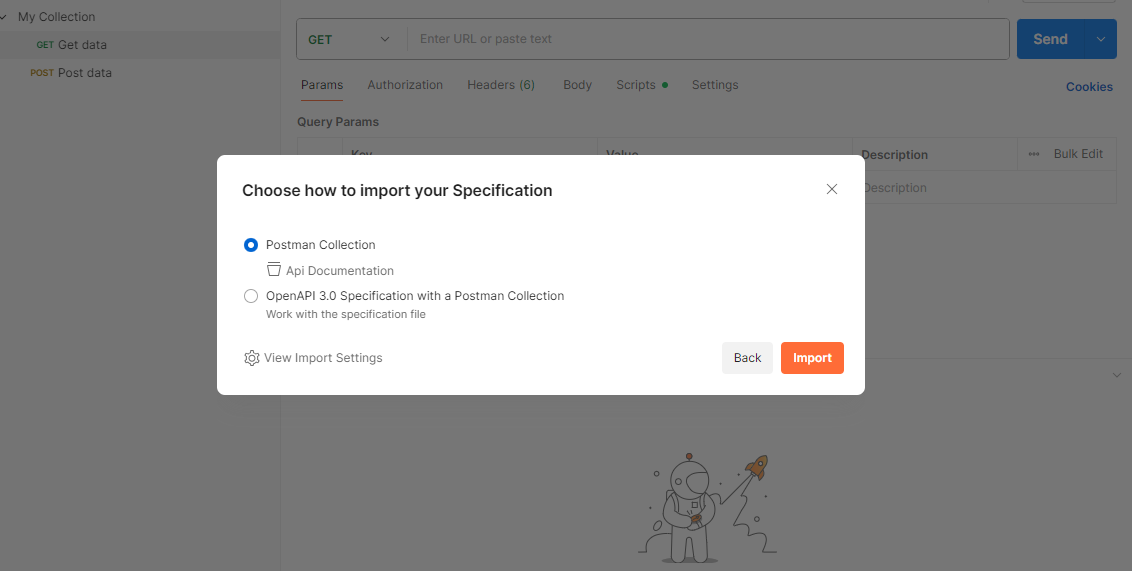 My Collection
GET Get data
POST Post data
GET
Enter URL or paste text
Send
Params Authorization Headers (6) Body Scripts Settings
Cookies
Query Params
Key Value Description ••• Bulk Edit
Description
Choose how to import your Specification
Postman Collection
Api Documentation
OpenAPI 3.0 Specification with a Postman Collection
Work with the specification file
View Import Settings
Back
Import